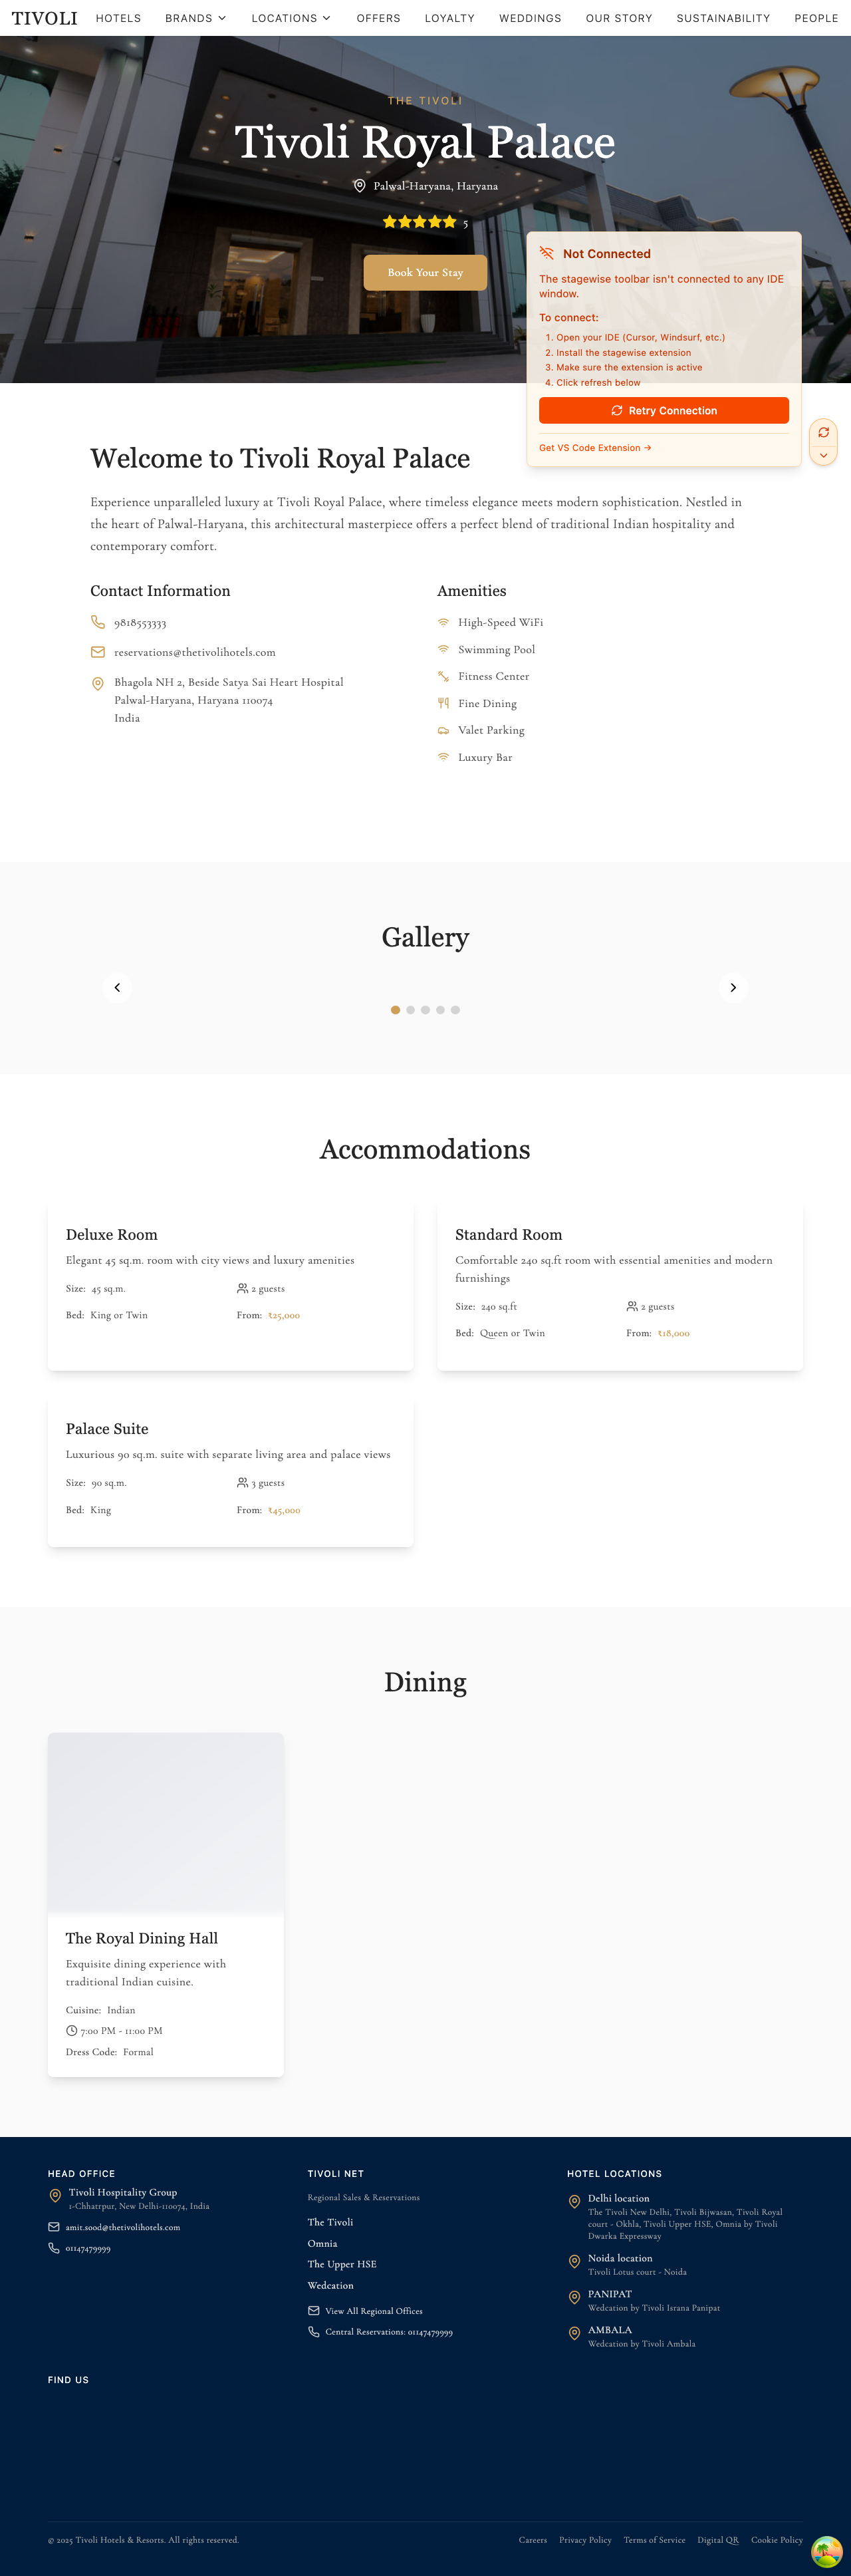 TIVOLI HOTELS BRANDS LOCATIONS OFFERS LOYALTY WEDDINGS OUR STORY SUSTAINABILITY PEOPLE
THE TIVOLI
Tivoli Royal Palace
Palwal-Haryana, Haryana
5
Book Your Stay
Not Connected
The stagewise toolbar isn't connected to any IDE
window.
To connect:
1. Open your IDE (Cursor, Windsurf, etc.)
2. Install the stagewise extension
3. Make sure the extension is active
4. Click refresh below
Retry Connection
Get VS Code Extension →
Welcome to Tivoli Royal Palace
Experience unparalleled luxury at Tivoli Royal Palace, where timeless elegance meets modern sophistication. Nestled in
the heart of Palwal-Haryana, this architectural masterpiece offers a perfect blend of traditional Indian hospitality and
contemporary comfort.
Contact Information
9818553333
reservations@thetivolihotels.com
Bhagola NH 2, Beside Satya Sai Heart Hospital
Palwal-Haryana, Haryana 110074
India
Amenities
High-Speed WiFi
Swimming Pool
Fitness Center
Fine Dining
Valet Parking
Luxury Bar
Gallery
Accommodations
Deluxe Room
Elegant 45 sq.m. room with city views and luxury amenities
Size: 45 sq.m. 2 guests
Bed: King or Twin From: ₹25,000
Standard Room
Comfortable 240 sq.ft room with essential amenities and modern
furnishings
Size: 240 sq.ft 2 guests
Bed: Queen or Twin From: ₹18,000
Palace Suite
Luxurious 90 sq.m. suite with separate living area and palace views
Size: 90 sq.m. 3 guests
Bed: King From: ₹45,000
Dining
The Royal Dining Hall
Exquisite dining experience with
traditional Indian cuisine.
Cuisine: Indian
7:00 PM - 11:00 PM
Dress Code: Formal
HEAD OFFICE
Tivoli Hospitality Group
1-Chhatrpur, New Delhi-110074, India
amit.sood@thetivolihotels.com
01147479999
TIVOLI NET
Regional Sales & Reservations
The Tivoli
Omnia
The Upper HSE
Wedcation
View All Regional Offices
Central Reservations: 01147479999
HOTEL LOCATIONS
Delhi location
The Tivoli New Delhi, Tivoli Bijwasan, Tivoli Royal
court - Okhla, Tivoli Upper HSE, Omnia by Tivoli
Dwarka Expressway
Noida location
Tivoli Lotus court - Noida
PANIPAT
Wedcation by Tivoli Israna Panipat
AMBALA
Wedcation by Tivoli Ambala
FIND US
© 2025 Tivoli Hotels & Resorts. All rights reserved.
Careers Privacy Policy Terms of Service Digital QR Cookie Policy